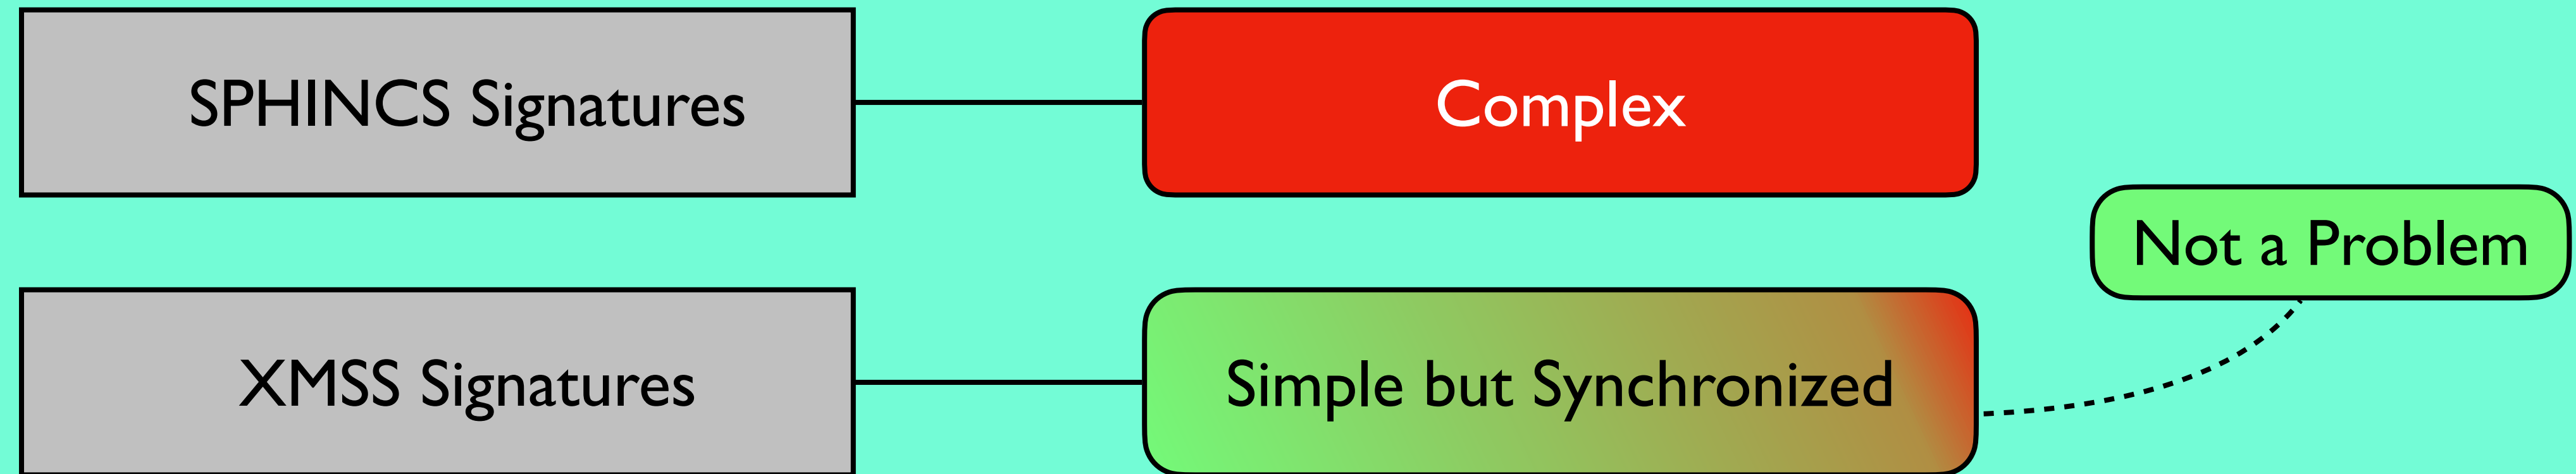 SPHINCS Signatures
Complex
Not a Problem
XMSS Signatures
Simple but Synchronized